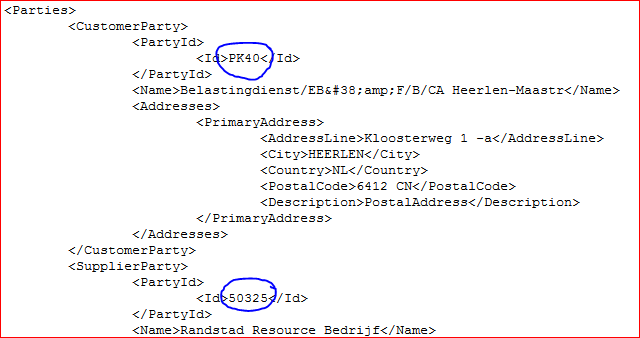 <Parties>
<CustomerParty>
<PartyId>
<Id>PK40</Id>
</PartyId>
<Name>Belastingdienst/EB&#38;amp;F/B/CA Heerlen-Maastr</Name>
<Addresses>
<PrimaryAddress>
<AddressLine>Kloosterweg 1 -a</AddressLine>
<City>HEERLEN</City>
<Country>NL</Country>
<PostalCode>6412 CN</PostalCode>
<Description>PostalAddress</Description>
</PrimaryAddress>
</Addresses>
</CustomerParty>
<SupplierParty>
<PartyId>
<Id>50325</Id>
</PartyId>
<Name>Randstad Resource Bedrijf</Name>